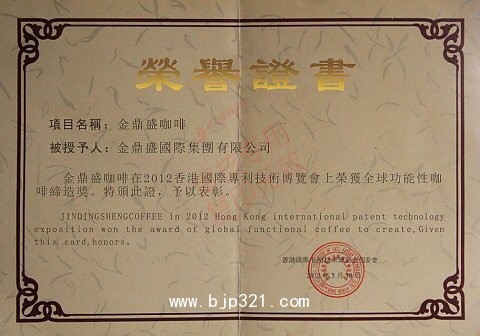 榮譽證書
項目名稱：金鼎盛咖啡
被授予人：金鼎盛國際集團有限公司
金鼎盛咖啡在2012香港國際專利技術博覽會上榮獲全球功能性咖
啡締造獎。特頒此證，予以表彰。
JINDINGSHENGCOFFEE in 2012 Hong Kong international patent technology
exposition won the award of global functional coffee to create,Given
this card,honors。
香港國際
www.bjp321.com